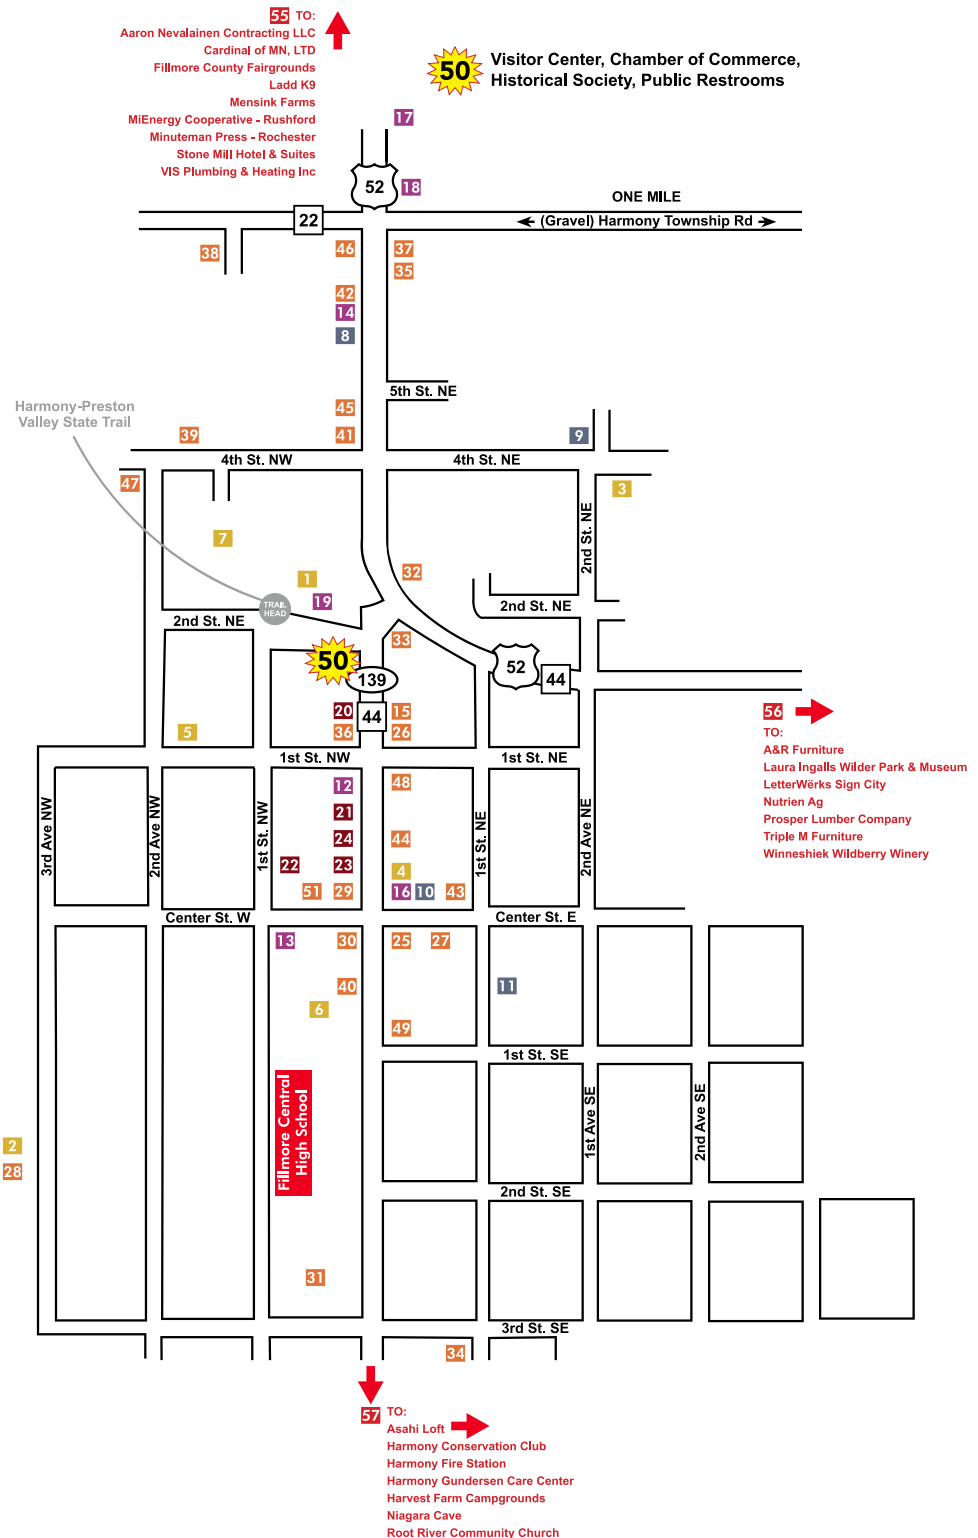 55 TO:
Aaron Nevalainen Contracting LLC
Cardinal of MN, LTD
Fillmore County Fairgrounds
Ladd K9
Mensink Farms
MiEnergy Cooperative - Rushford
Minuteman Press - Rochester
Stone Mill Hotel & Suites
VIS Plumbing & Heating Inc
50
Visitor Center, Chamber of Commerce,
Historical Society, Public Restrooms
17
52
18
ONE MILE
22
(Gravel) Harmony Township Rd
38
46
37
35
42
14
8
5th St. NE
Harmony-Preston
Valley State Trail
45
39
41
9
4th St. NW
4th St. NE
47
3
2nd St. NE
7
32
1
19
TRAIL
HEAD
2nd St. NE
2nd St. NE
33
50
139
52
44
20
44
15
5
36
26
1st St. NW
1st St. NE
56
TO:
A&R Furniture
Laura Ingalls Wilder Park & Museum
LetterWërks Sign City
Nutrien Ag
Prosper Lumber Company
Triple M Furniture
Winneshiek Wildberry Winery
3rd Ave NW
2nd Ave NW
1st St. NW
1st St. NE
2nd Ave NE
12
48
21
24
44
22
23
4
51
29
16
10
43
Center St. W
Center St. E
13
30
25
27
40
11
6
49
1st St. SE
Fillmore Central
High School
1st Ave SE
2nd Ave SE
2
28
2nd St. SE
31
3rd St. SE
34
57 TO:
Asahi Loft
Harmony Conservation Club
Harmony Fire Station
Harmony Gundersen Care Center
Harvest Farm Campgrounds
Niagara Cave
Root River Community Church